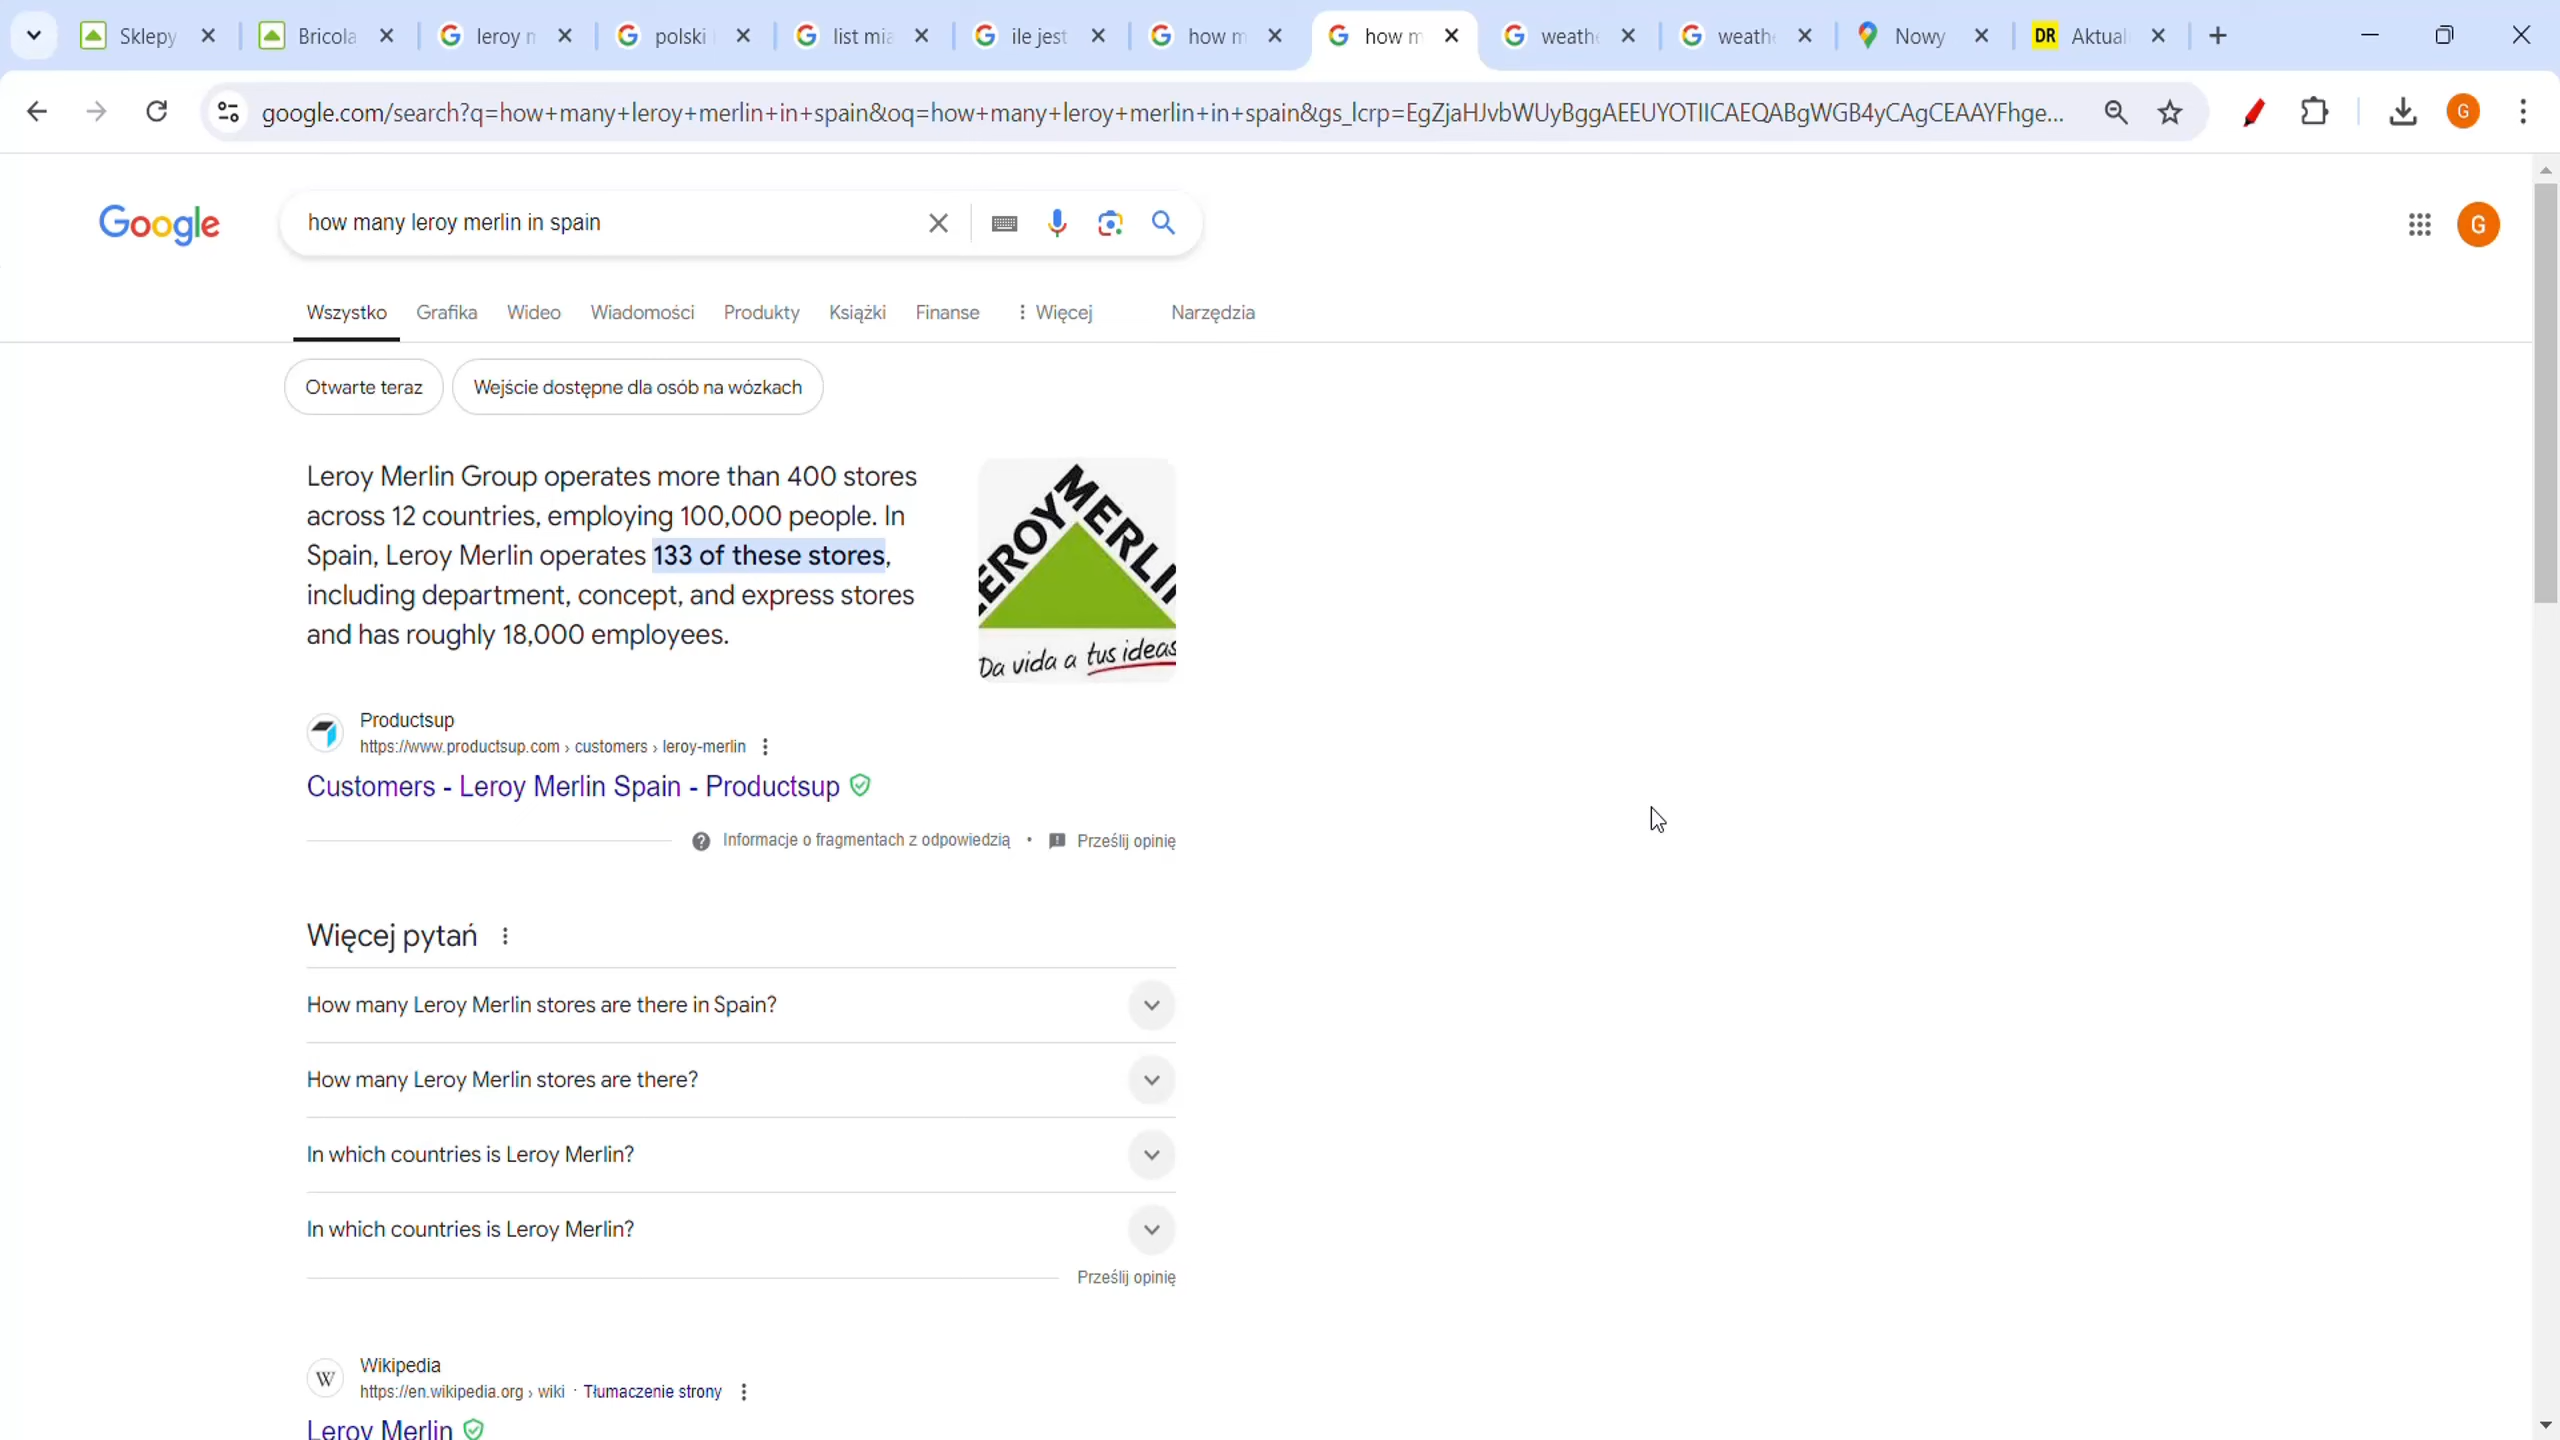 Sklepy
Bricola
leroy m
polski
list mia
ile jest
how m
how m
weath
weath
Nowy
DR Aktual
google.com/search?q=how+many+leroy+merlin+in+spain&oq=how+many+leroy+merlin+in+spain&gs_lcrp=EgZjaHJvbWUyBggAEEUYOTIICAEQABgWGB4yCAgCEAAYFhge...
G
Google
how many leroy merlin in spain
G
Wszystko
Grafika
Wideo
Wiadomości
Produkty
Książki
Finanse
Więcej
Narzędzia
Otwarte teraz
Wejście dostępne dla osób na wózkach
Leroy Merlin Group operates more than 400 stores
across 12 countries, employing 100,000 people. In
Spain, Leroy Merlin operates 133 of these stores,
including department, concept, and express stores
and has roughly 18,000 employees.
LEROY MERLIN
Da vida a tus ideas
Productsup
https://www.productsup.com › customers › leroy-merlin
Customers - Leroy Merlin Spain - Productsup
Informacje o fragmentach z odpowiedzią • Prześlij opinię
Więcej pytań
How many Leroy Merlin stores are there in Spain?
How many Leroy Merlin stores are there?
In which countries is Leroy Merlin?
In which countries is Leroy Merlin?
Prześlij opinię
W
Wikipedia
https://en.wikipedia.org › wiki · Tłumaczenie strony
Leroy Merlin